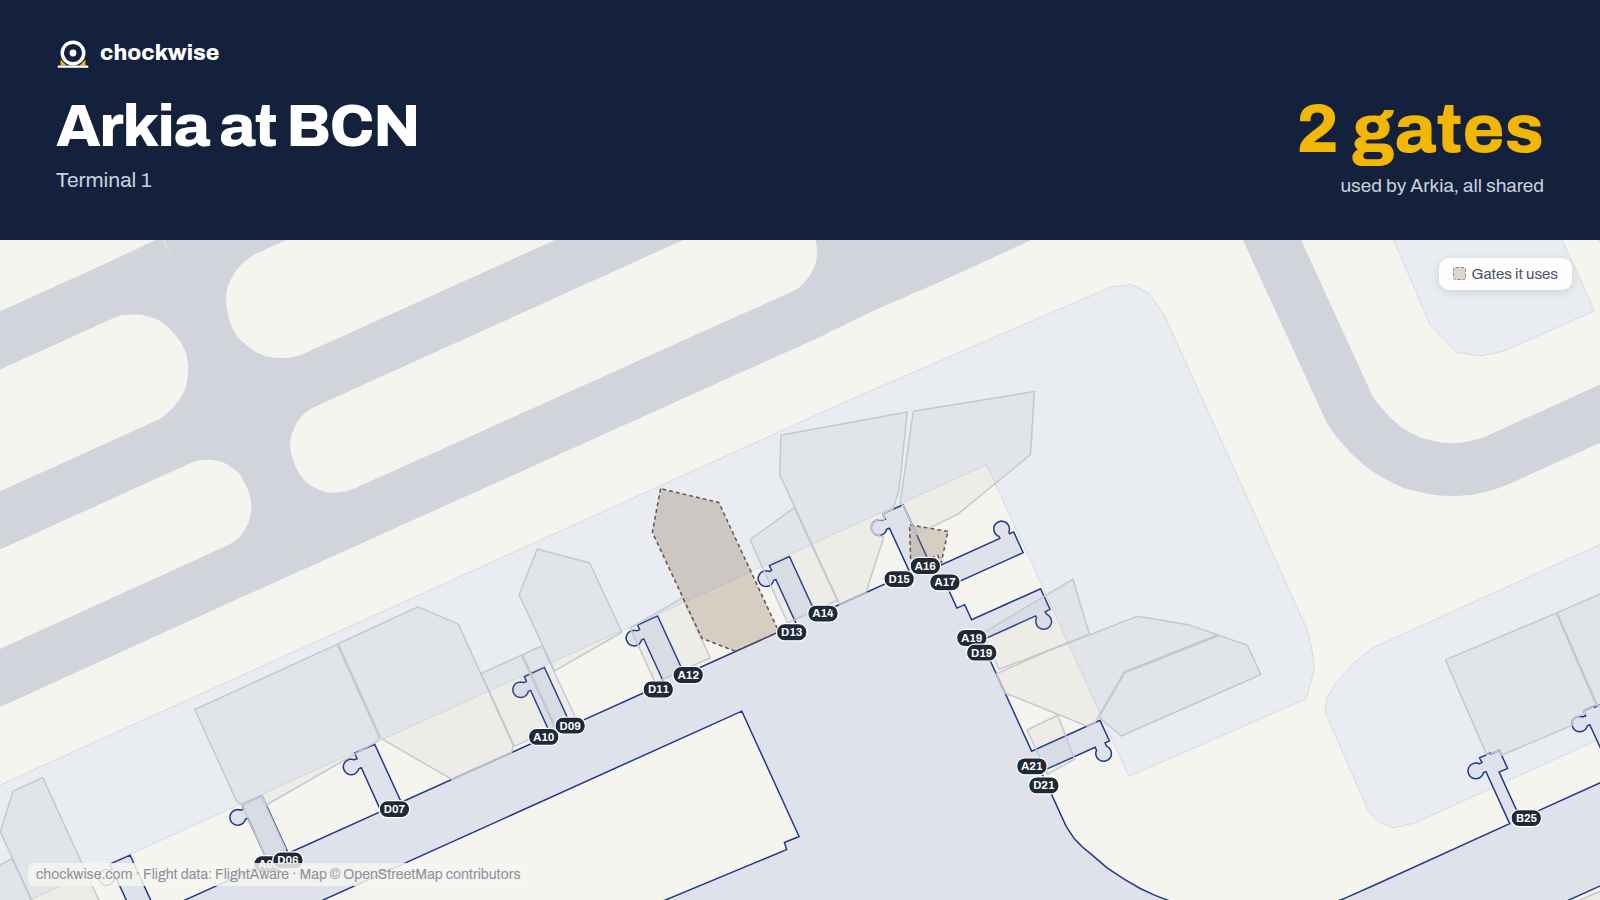 chockwise
Arkia at BCN
Terminal 1
2 gates
used by Arkia, all shared
Gates it uses
A16
D15
A17
A14
D13
A19
D19
A12
D11
D09
A10
A21
D21
D07
B25
D06
chockwise.com · Flight data: FlightAware · Map © OpenStreetMap contributors